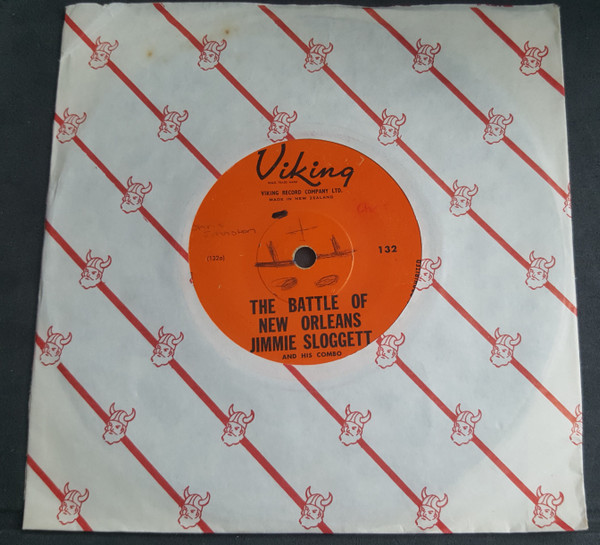 Viking
VIKING RECORD COMPANY LTD.
MADE IN NEW ZEALAND
(132a)
132
THE BATTLE OF
NEW ORLEANS
JIMMIE SLOGGETT
AND HIS COMBO